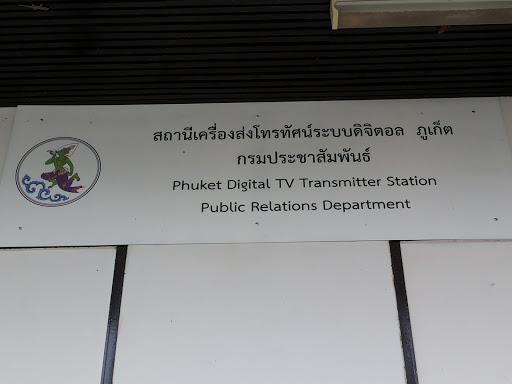 สถานีเครื่องส่งโทรทัศน์ระบบดิจิตอล ภูเก็ต
กรมประชาสัมพันธ์
Phuket Digital TV Transmitter Station
Public Relations Department